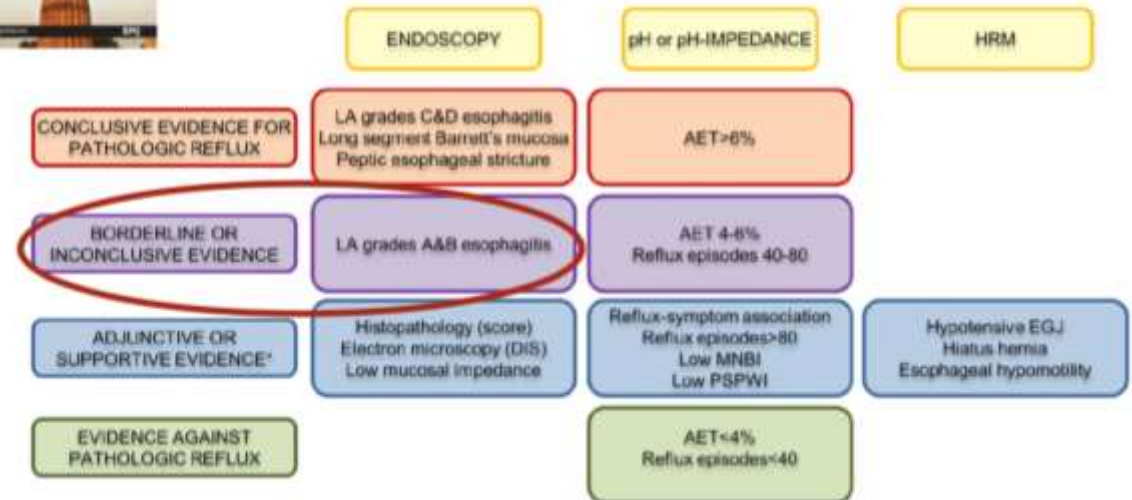 ENDOSCOPY
pH or pH-IMPEDANCE
HRM
CONCLUSIVE EVIDENCE FOR
PATHOLOGIC REFLUX
LA grades C&D esophagitis
Long segment Barrett's mucosa
Peptic esophageal stricture
AET>6%
BORDERLINE OR
INCONCLUSIVE EVIDENCE
LA grades A&B esophagitis
AET 4-6%
Reflux episodes 40-80
ADJUNCTIVE OR
SUPPORTIVE EVIDENCE*
Histopathology (score)
Electron microscopy (DIS)
Low mucosal impedance
Reflux-symptom association
Reflux episodes>80
Low MNBI
Low PSPWI
Hypotensive EGJ
Hiatus hernia
Esophageal hypomotility
EVIDENCE AGAINST
PATHOLOGIC REFLUX
AET<4%
Reflux episodes<40